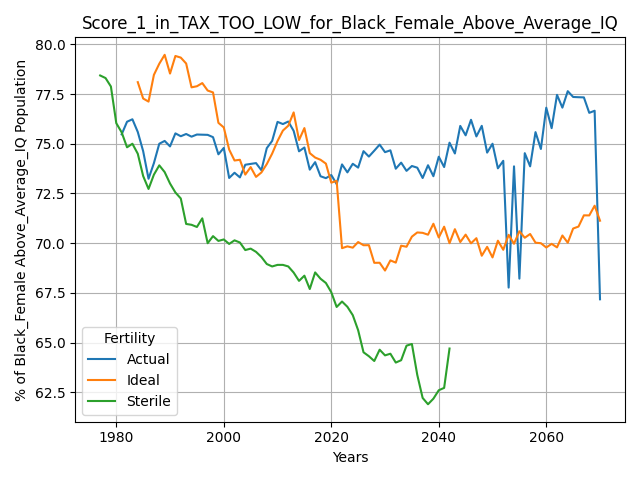 Score_1_in_TAX_TOO_LOW_for_Black_Female_Above_Average_IQ
% of Black_Female Above_Average_IQ Population
80.0
77.5
75.0
72.5
70.0
67.5
65.0
62.5
Fertility
Actual
Ideal
Sterile
1980
2000
2020
2040
2060
Years